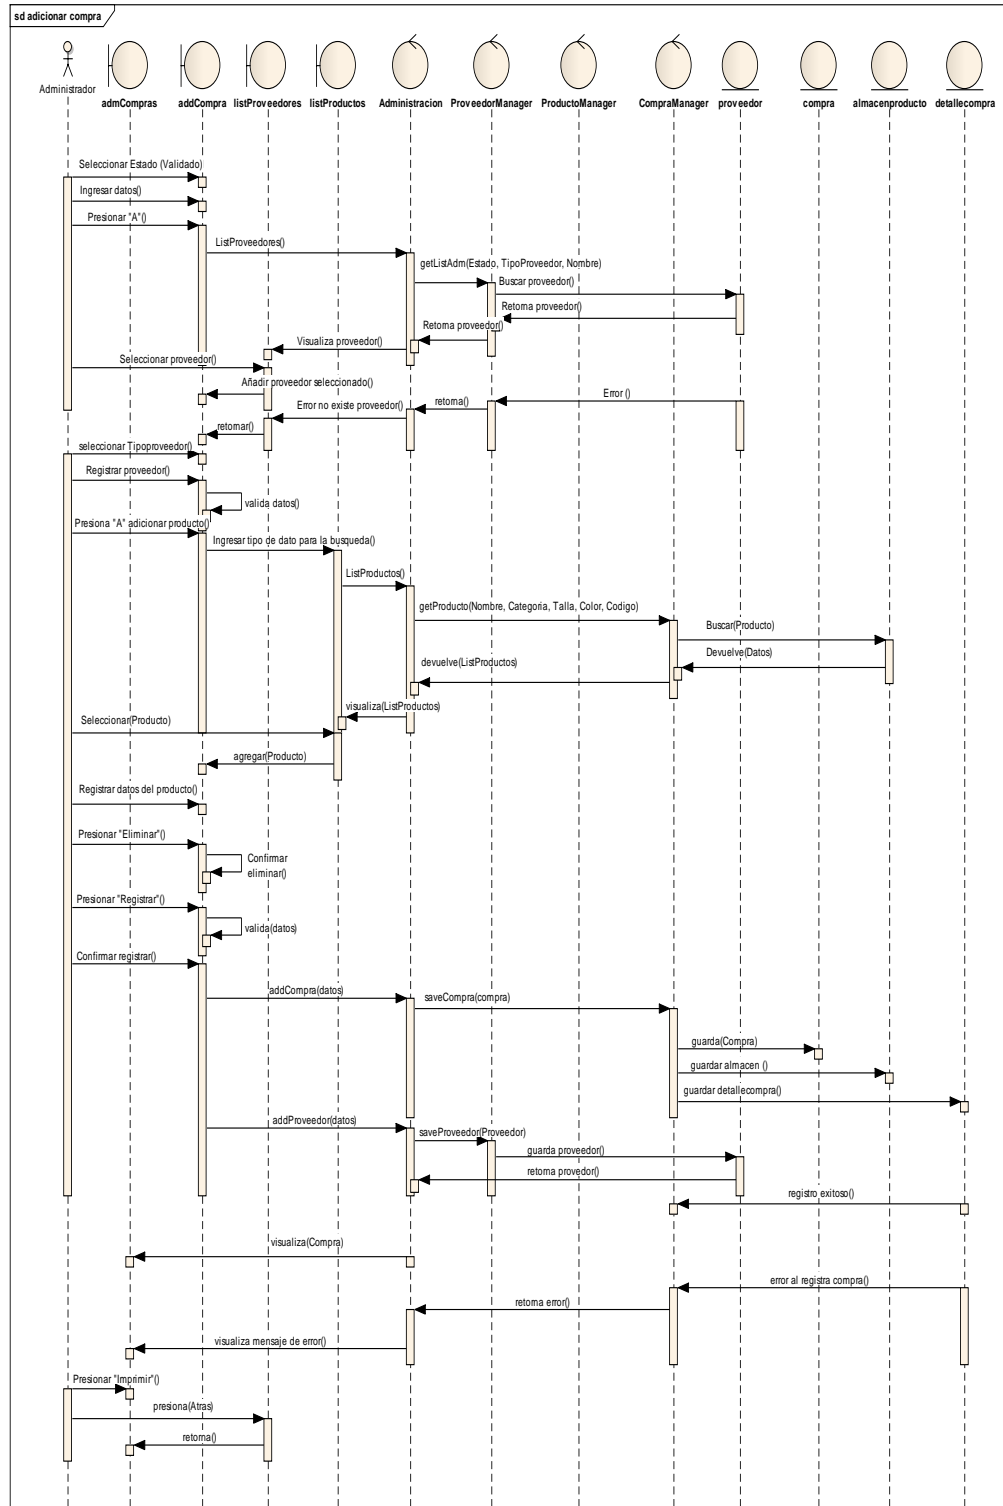 sd adicionar compra
Administrador
admCompras
addCompra
listProveedores
listProductos
Administracion
ProveedorManager
ProductoManager
CompraManager
proveedor
compra
almacenproducto
detallecompra
Seleccionar Estado (Validado)
Ingresar datos()
Presionar "A"()
ListProveedores()
getListAdm(Estado, TipoProveedor, Nombre)
Buscar proveedor()
Retorna proveedor()
Retorna proveedor()
Visualiza proveedor()
Seleccionar proveedor()
Añadir proveedor seleccionado()
Error ()
retorna()
Error no existe proveedor()
retornar()
seleccionar Tipoproveedor()
Registrar proveedor()
valida datos()
Presiona "A" adicionar producto()
Ingresar tipo de dato para la busqueda()
ListProductos()
getProducto(Nombre, Categoria, Talla, Color, Codigo)
Buscar(Producto)
Devuelve(Datos)
devuelve(ListProductos)
visualiza(ListProductos)
Seleccionar(Producto)
agregar(Producto)
Registrar datos del producto()
Presionar "Eliminar"()
Confirmar
eliminar()
Presionar "Registrar"()
valida(datos)
Confirmar registrar()
addCompra(datos)
saveCompra(compra)
guarda(Compra)
guardar almacen ()
guardar detallecompra()
addProveedor(datos)
saveProveedor(Proveedor)
guarda proveedor()
retorna provedor()
registro exitoso()
visualiza(Compra)
error al registra compra()
retorna error()
visualiza mensaje de error()
Presionar "Imprimir"()
presiona(Atras)
retorna()